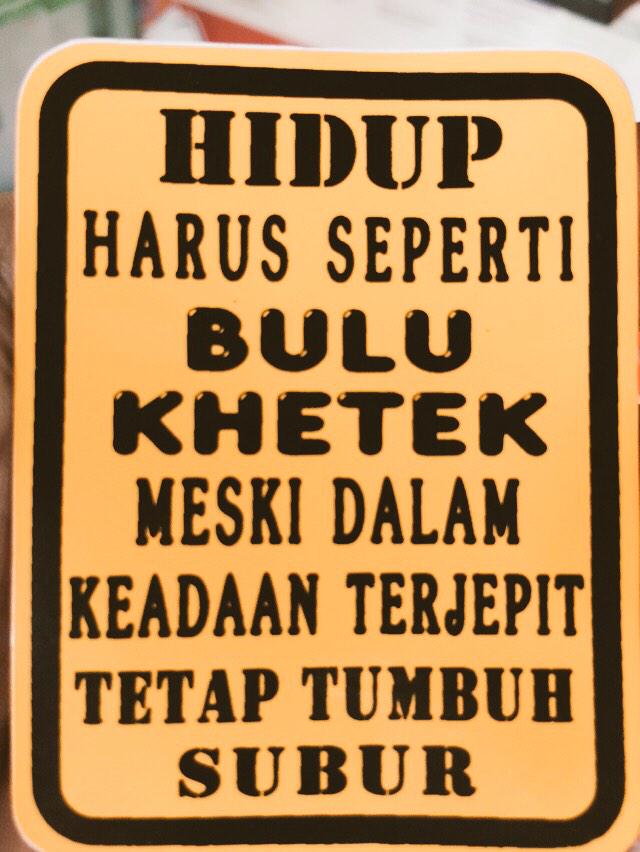 HIDUP
HARUS SEPERTI
BULU
KHETEK
MESKI DALAM
KEADAAN TERJEPIT
TETAP TUMBUH
SUBUR